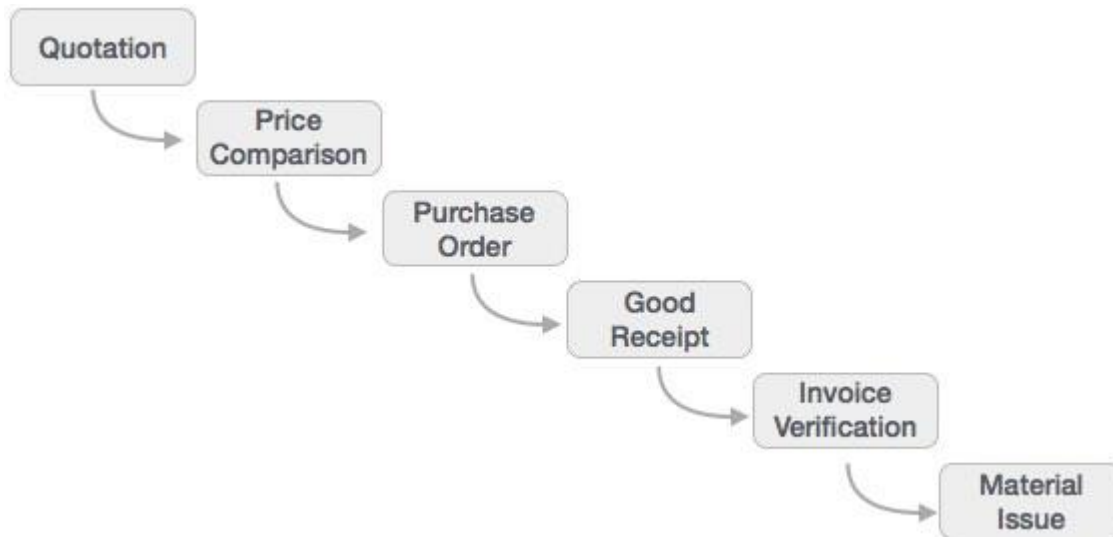 Quotation
Price
Comparison
Purchase
Order
Good
Receipt
Invoice
Verification
Material
Issue